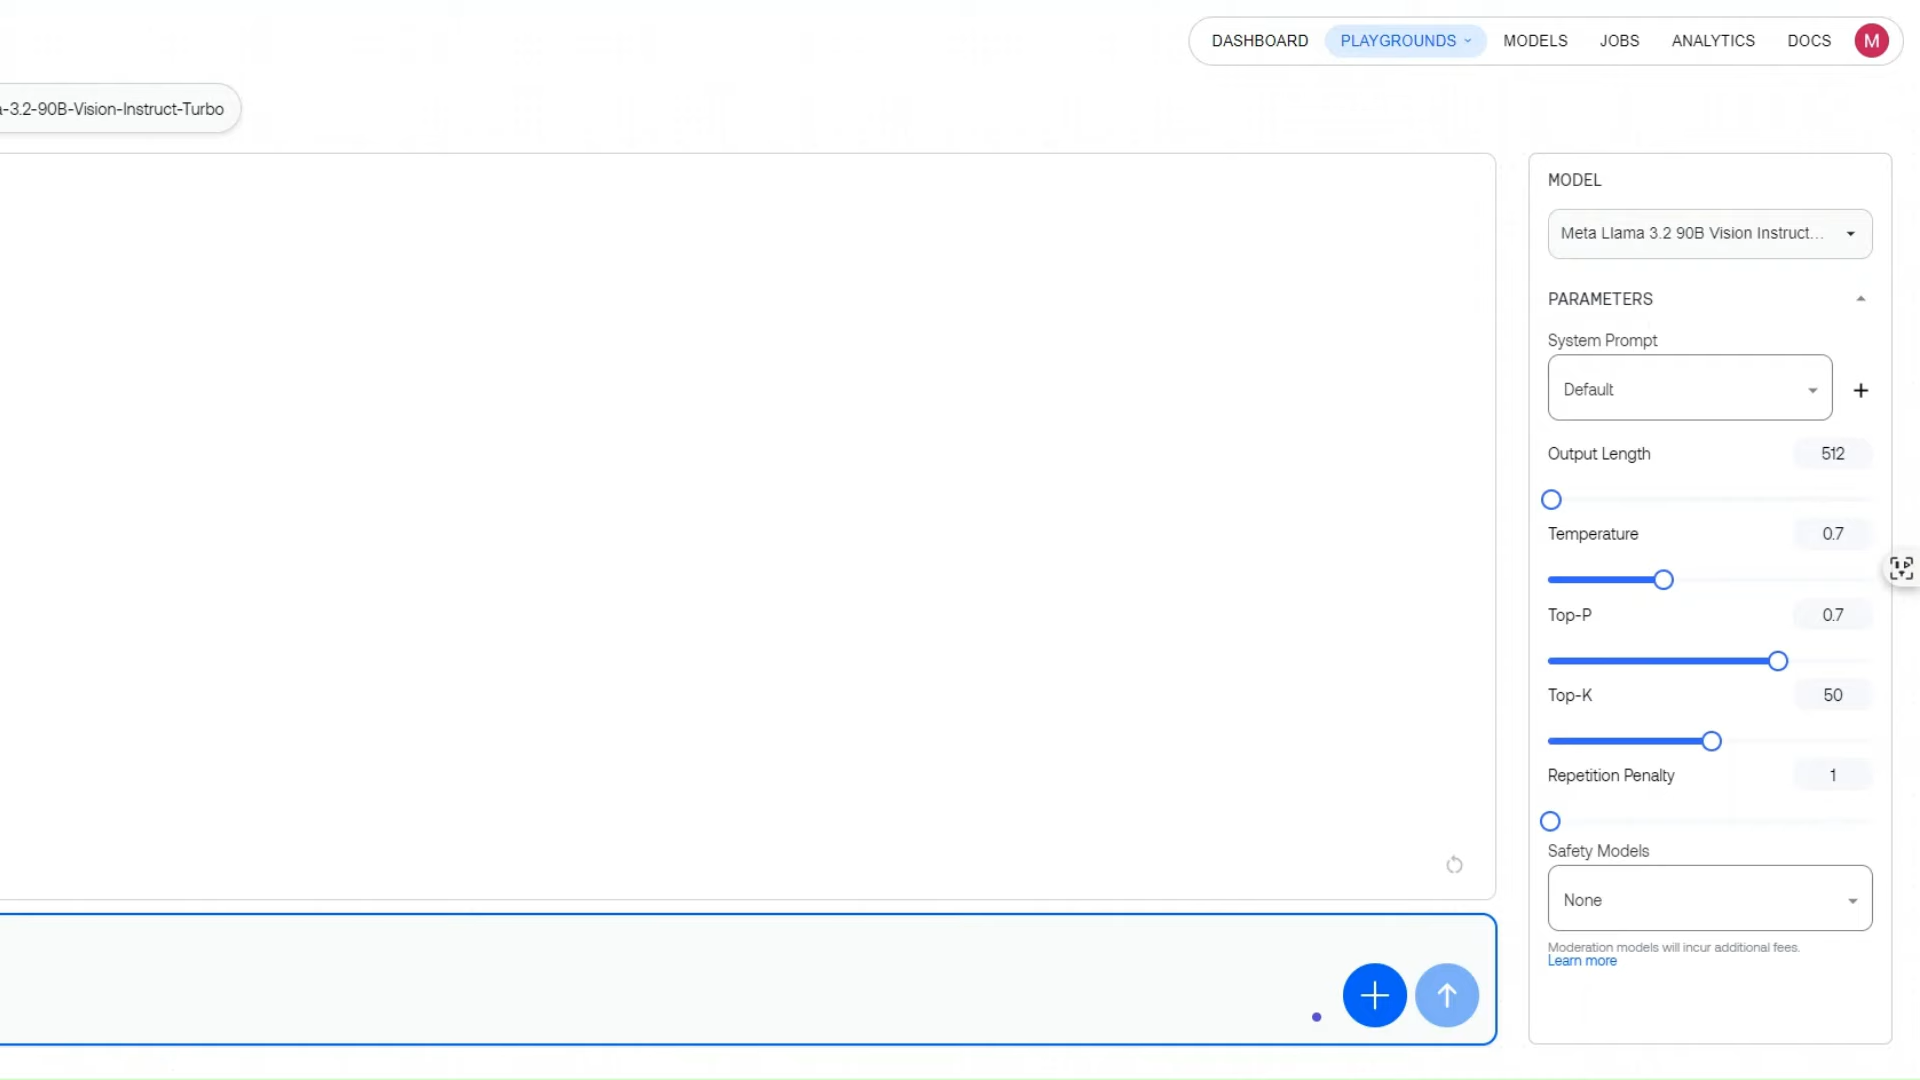 DASHBOARD PLAYGROUNDS MODELS JOBS ANALYTICS DOCS M
-3.2-90B-Vision-Instruct-Turbo
MODEL
Meta Llama 3.2 90B Vision Instruct...
PARAMETERS
System Prompt
Default
Output Length 512
Temperature 0.7
Top-P 0.7
Top-K 50
Repetition Penalty 1
Safety Models
None
Moderation models will incur additional fees.
Learn more